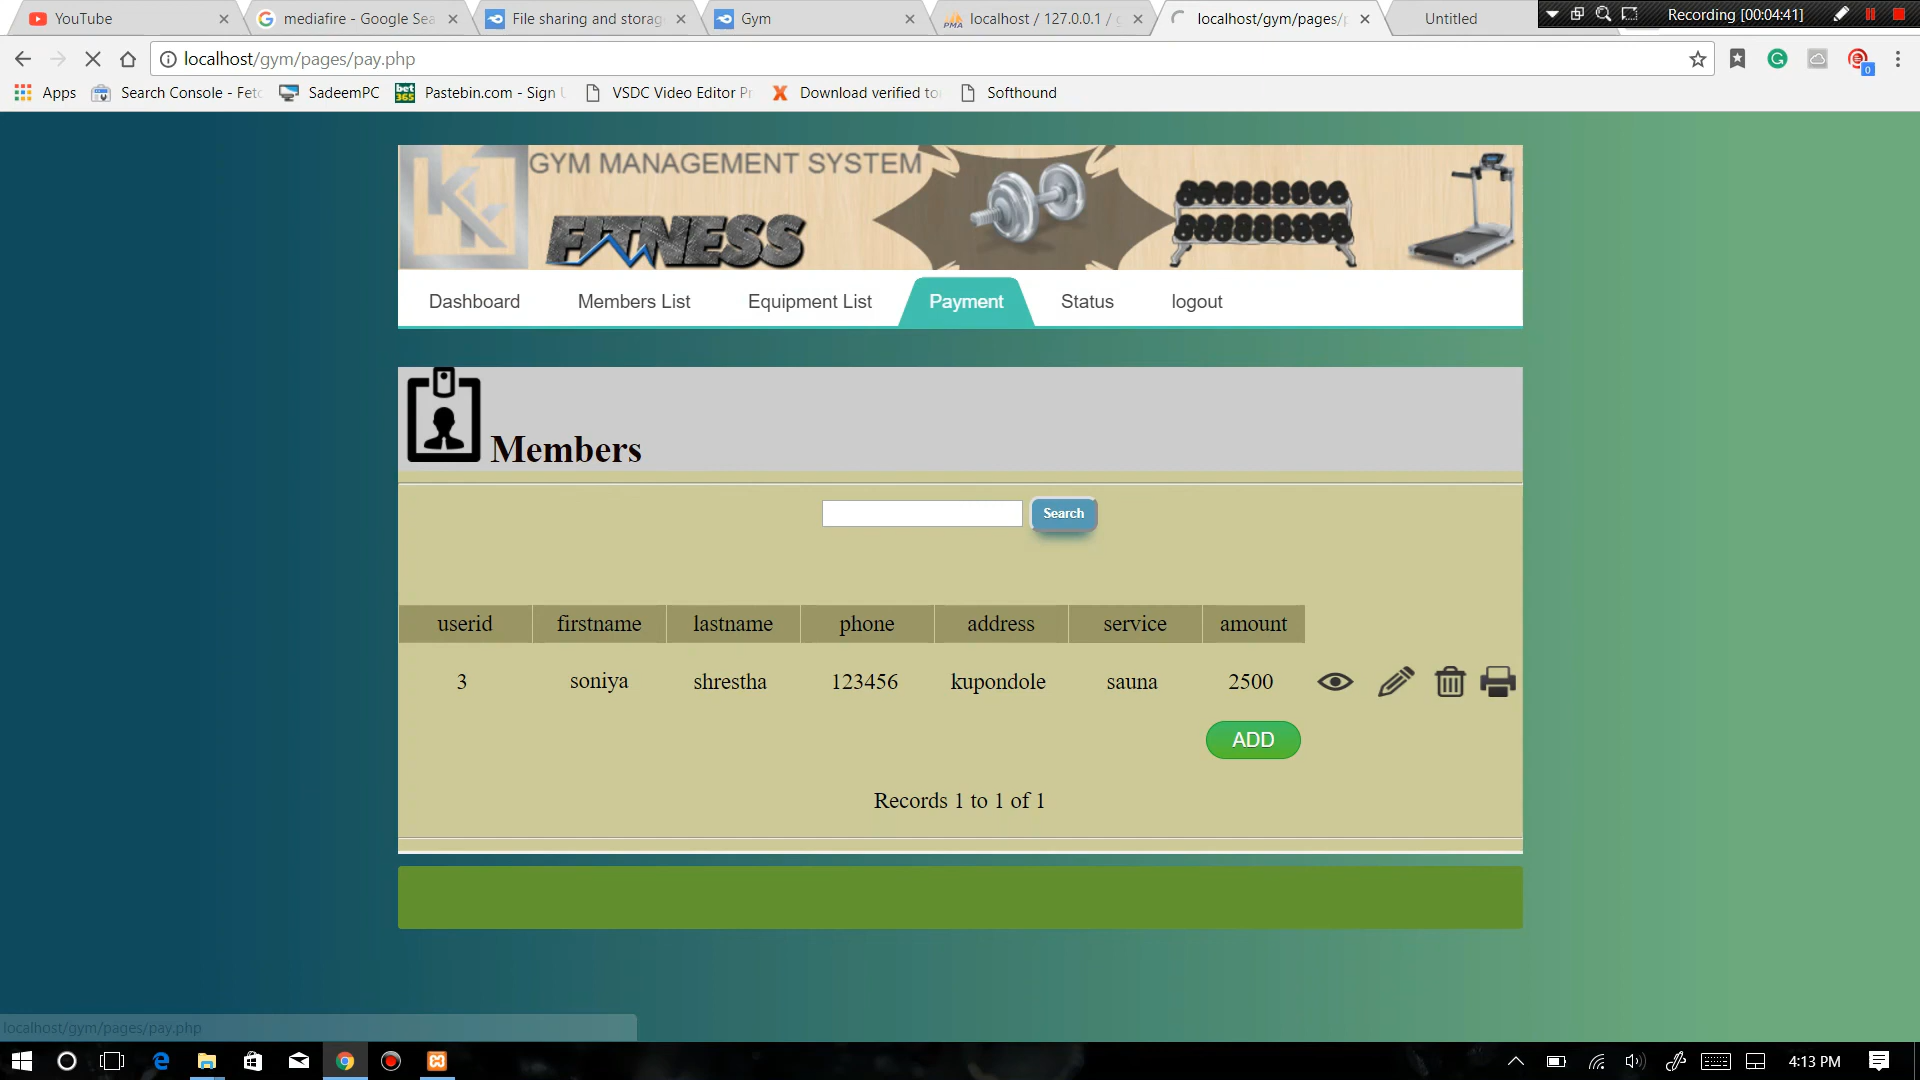 YouTube
mediafire - Google Sea
File sharing and storag
Gym
localhost / 127.0.0.1 / g
localhost/gym/pages/p
Untitled
Recording [00:04:41]
localhost/gym/pages/pay.php
0
Apps
Search Console - Fetc
SadeemPC
bet365
Pastebin.com - Sign U
VSDC Video Editor Pr
Download verified to
Softhound
GYM MANAGEMENT SYSTEM
FITNESS
Dashboard
Members List
Equipment List
Payment
Status
logout
Members
Search
userid firstname lastname phone address service amount
3 soniya shrestha 123456 kupondole sauna 2500
ADD
Records 1 to 1 of 1
localhost/gym/pages/pay.php
4:13 PM